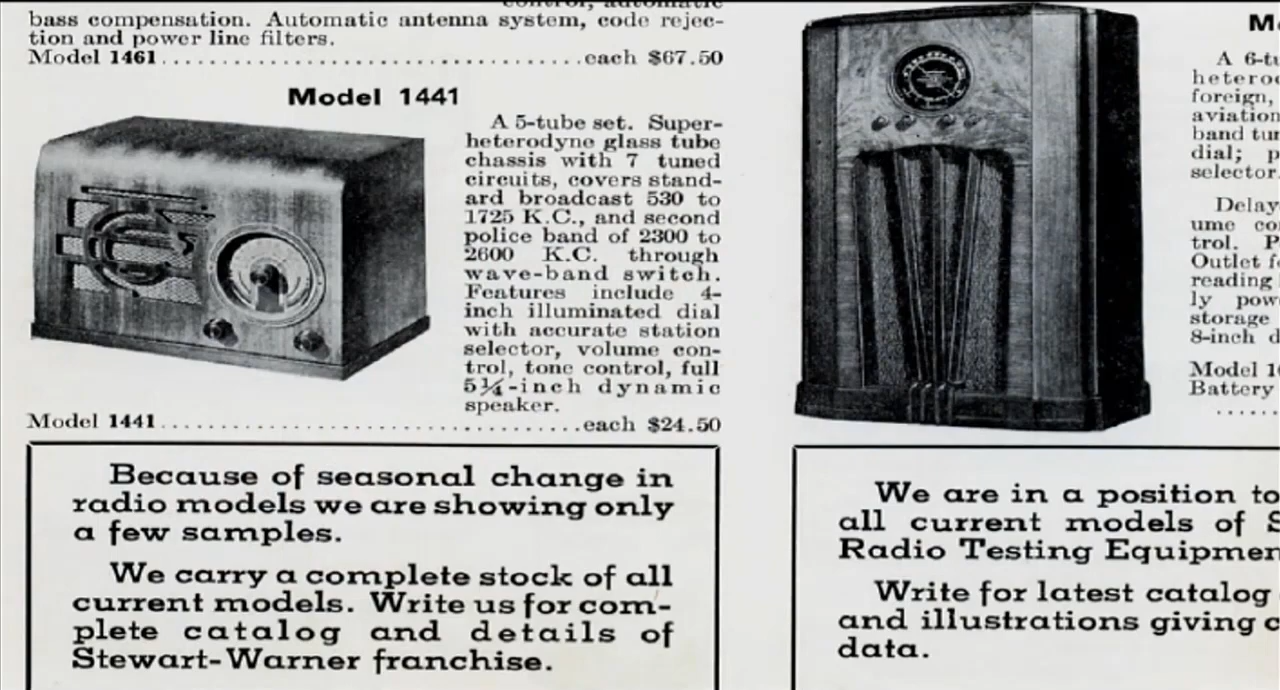 control, automatic
bass compensation. Automatic antenna system, code rejec-
tion and power line filters.
Model 1461 ........................................ each $67.50
Model 1441
A 5-tube set. Super-
heterodyne glass tube
chassis with 7 tuned
circuits, covers stand-
ard broadcast 530 to
1725 K.C., and second
police band of 2300 to
2600 K.C. through
wave-band switch.
Features include 4-
inch illuminated dial
with accurate station
selector, volume con-
trol, tone control, full
5¼-inch dynamic
speaker.
Model 1441 ........................................ each $24.50
Because of seasonal change in
radio models we are showing only
a few samples.
We carry a complete stock of all
current models. Write us for com-
plete catalog and details of
Stewart-Warner franchise.
A 6-tu
heteroc
foreign,
aviation
band tun
dial; p
selector.
Delay
ume con
trol. P
Outlet fo
reading
ly pow
storage
8-inch d
Model 1
Battery
We are in a position to
all current models of S
Radio Testing Equipmen
Write for latest catalog
and illustrations giving c
data.